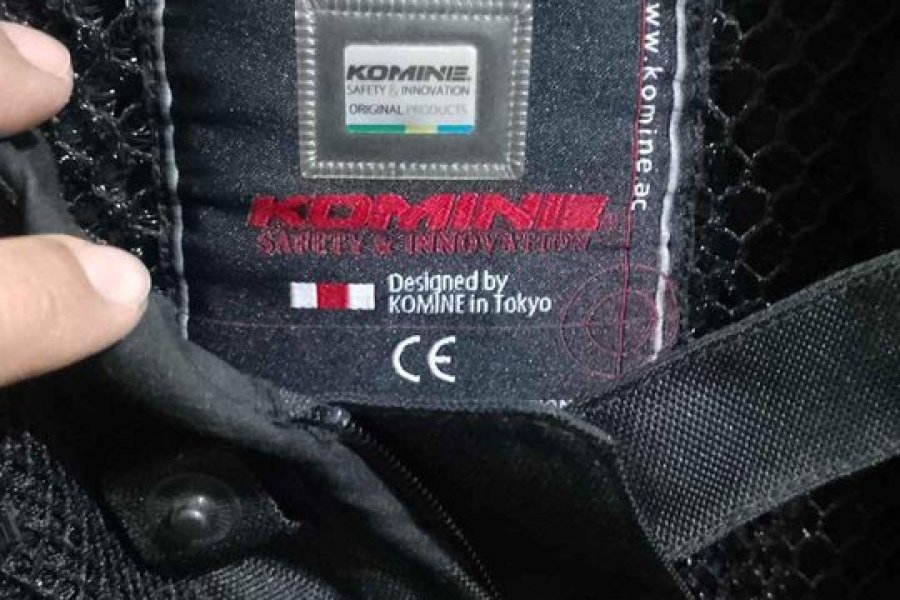 KOMINE
SAFETY & INNOVATION
ORIGINAL PRODUCTS
KOMINE
SAFETY & INNOVATION
Designed by
KOMINE in Tokyo
CE
www.komine.ac